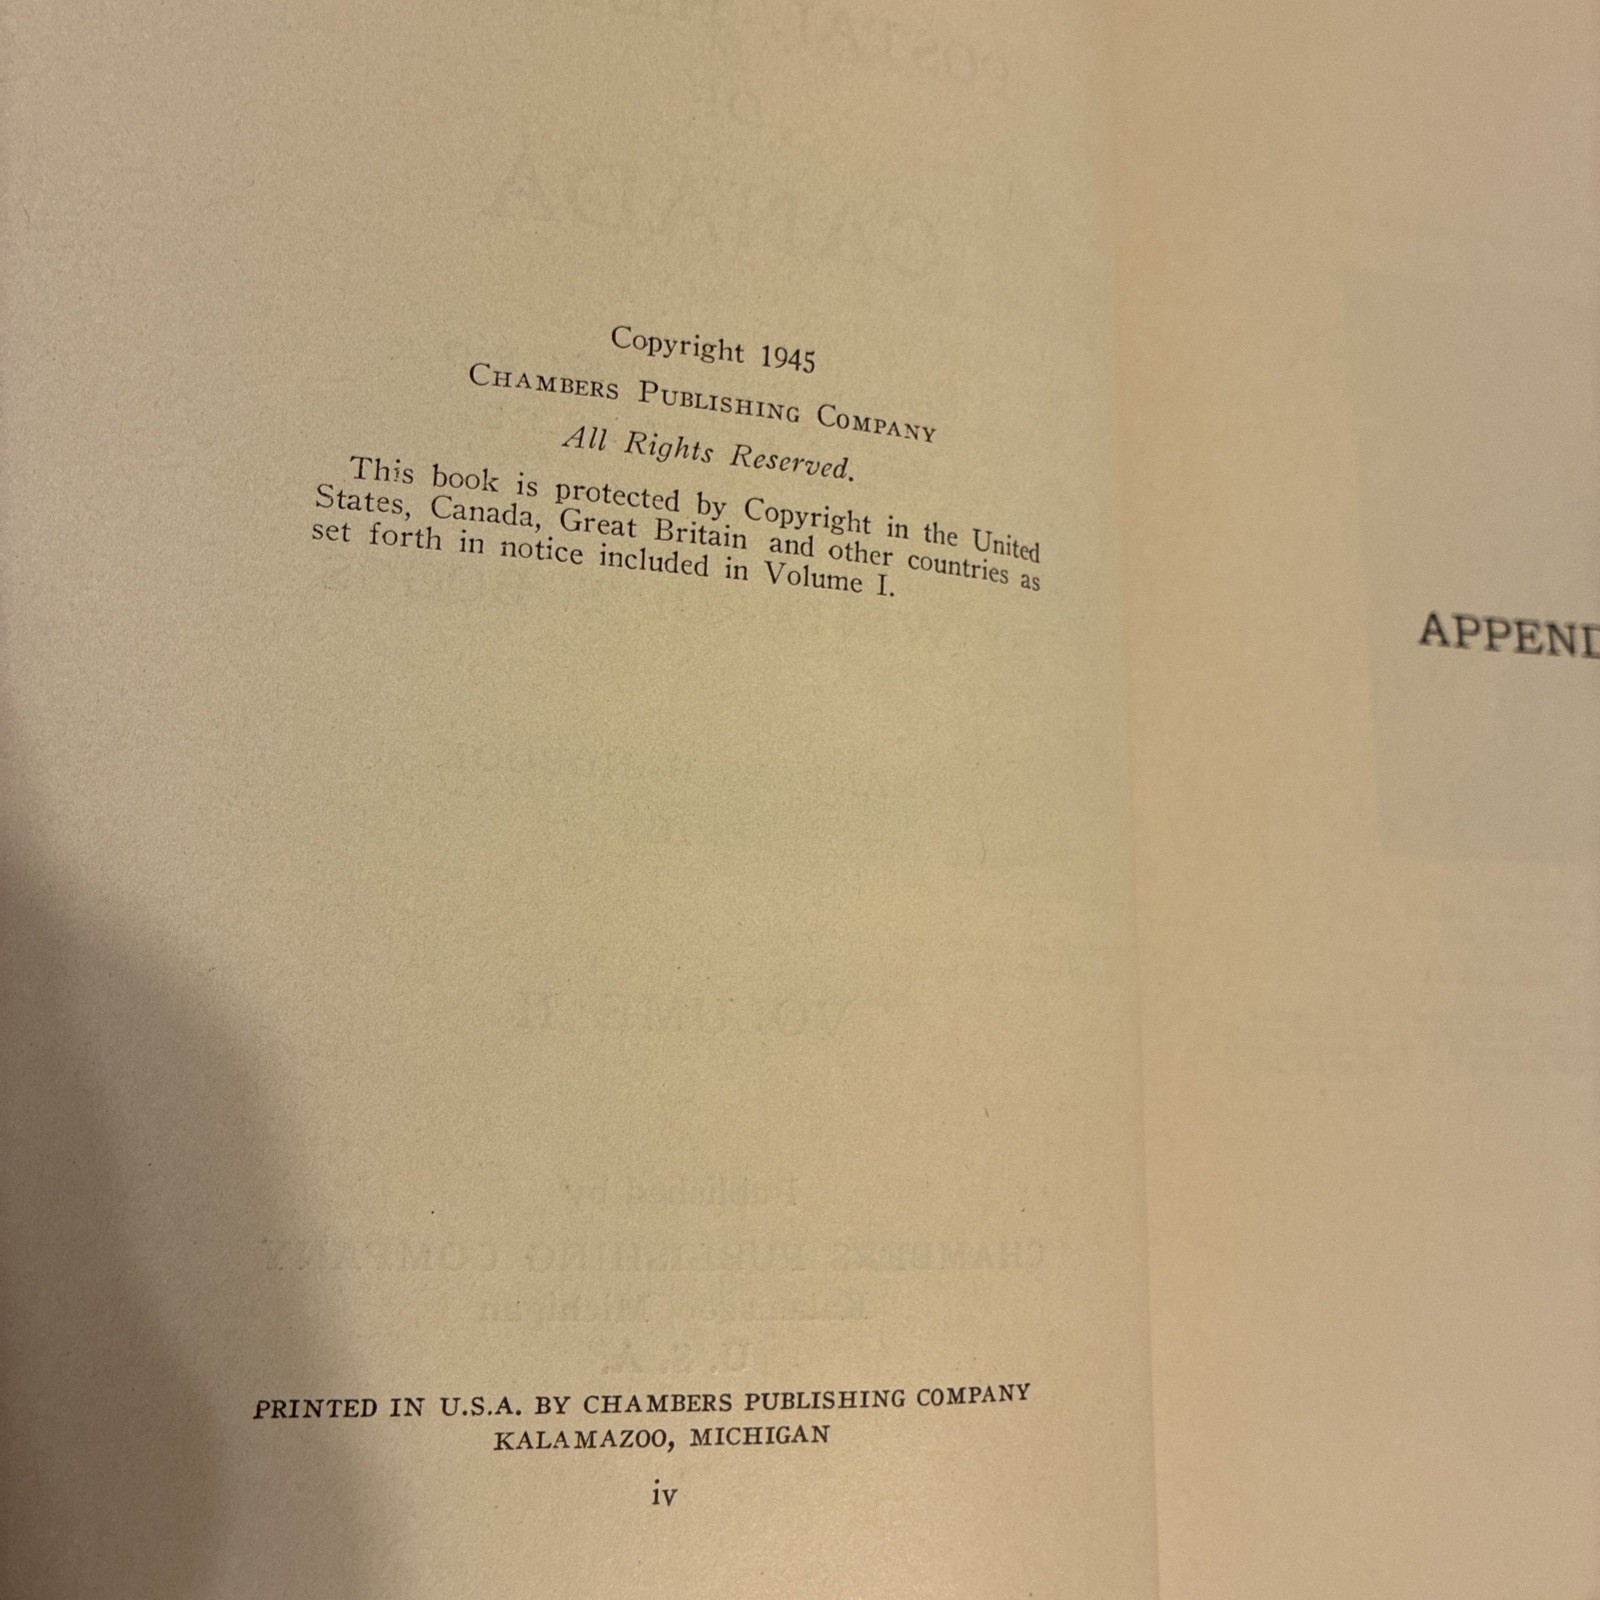 Copyright 1945
CHAMBERS PUBLISHING COMPANY
All Rights Reserved.
This book is protected by Copyright in the United
States, Canada, Great Britain and other countries as
set forth in notice included in Volume I.
APPEND
PRINTED IN U.S.A. BY CHAMBERS PUBLISHING COMPANY
KALAMAZOO, MICHIGAN
iv